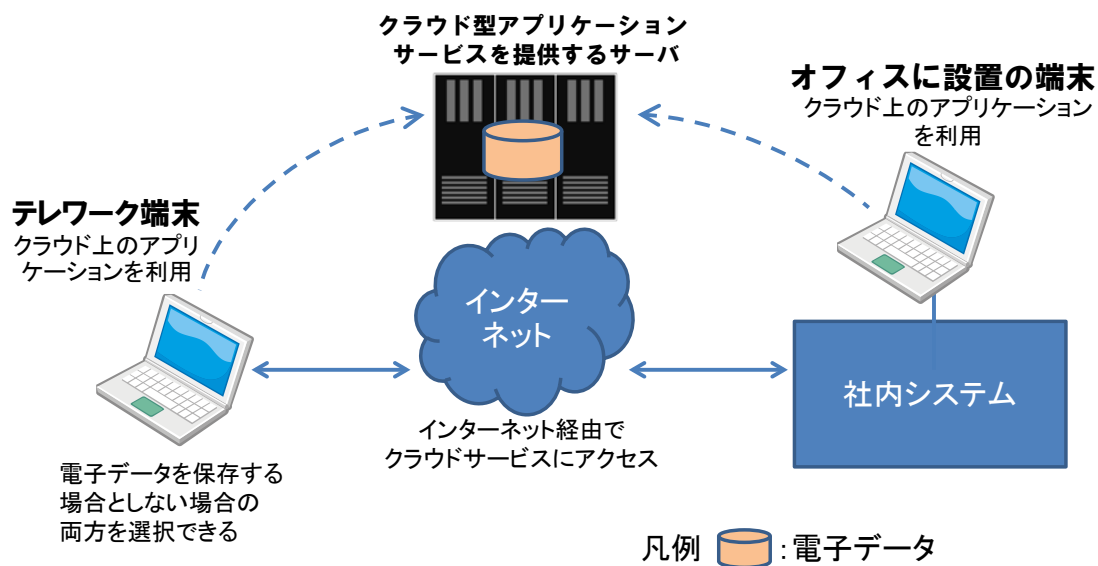 クラウド型アプリケーション
サービスを提供するサーバ
オフィスに設置の端末
クラウド上のアプリケーション
を利用
テレワーク端末
クラウド上のアプリ
ケーションを利用
インター
ネット
社内システム
インターネット経由で
クラウドサービスにアクセス
電子データを保存する
場合としない場合の
両方を選択できる
凡例 :電子データ